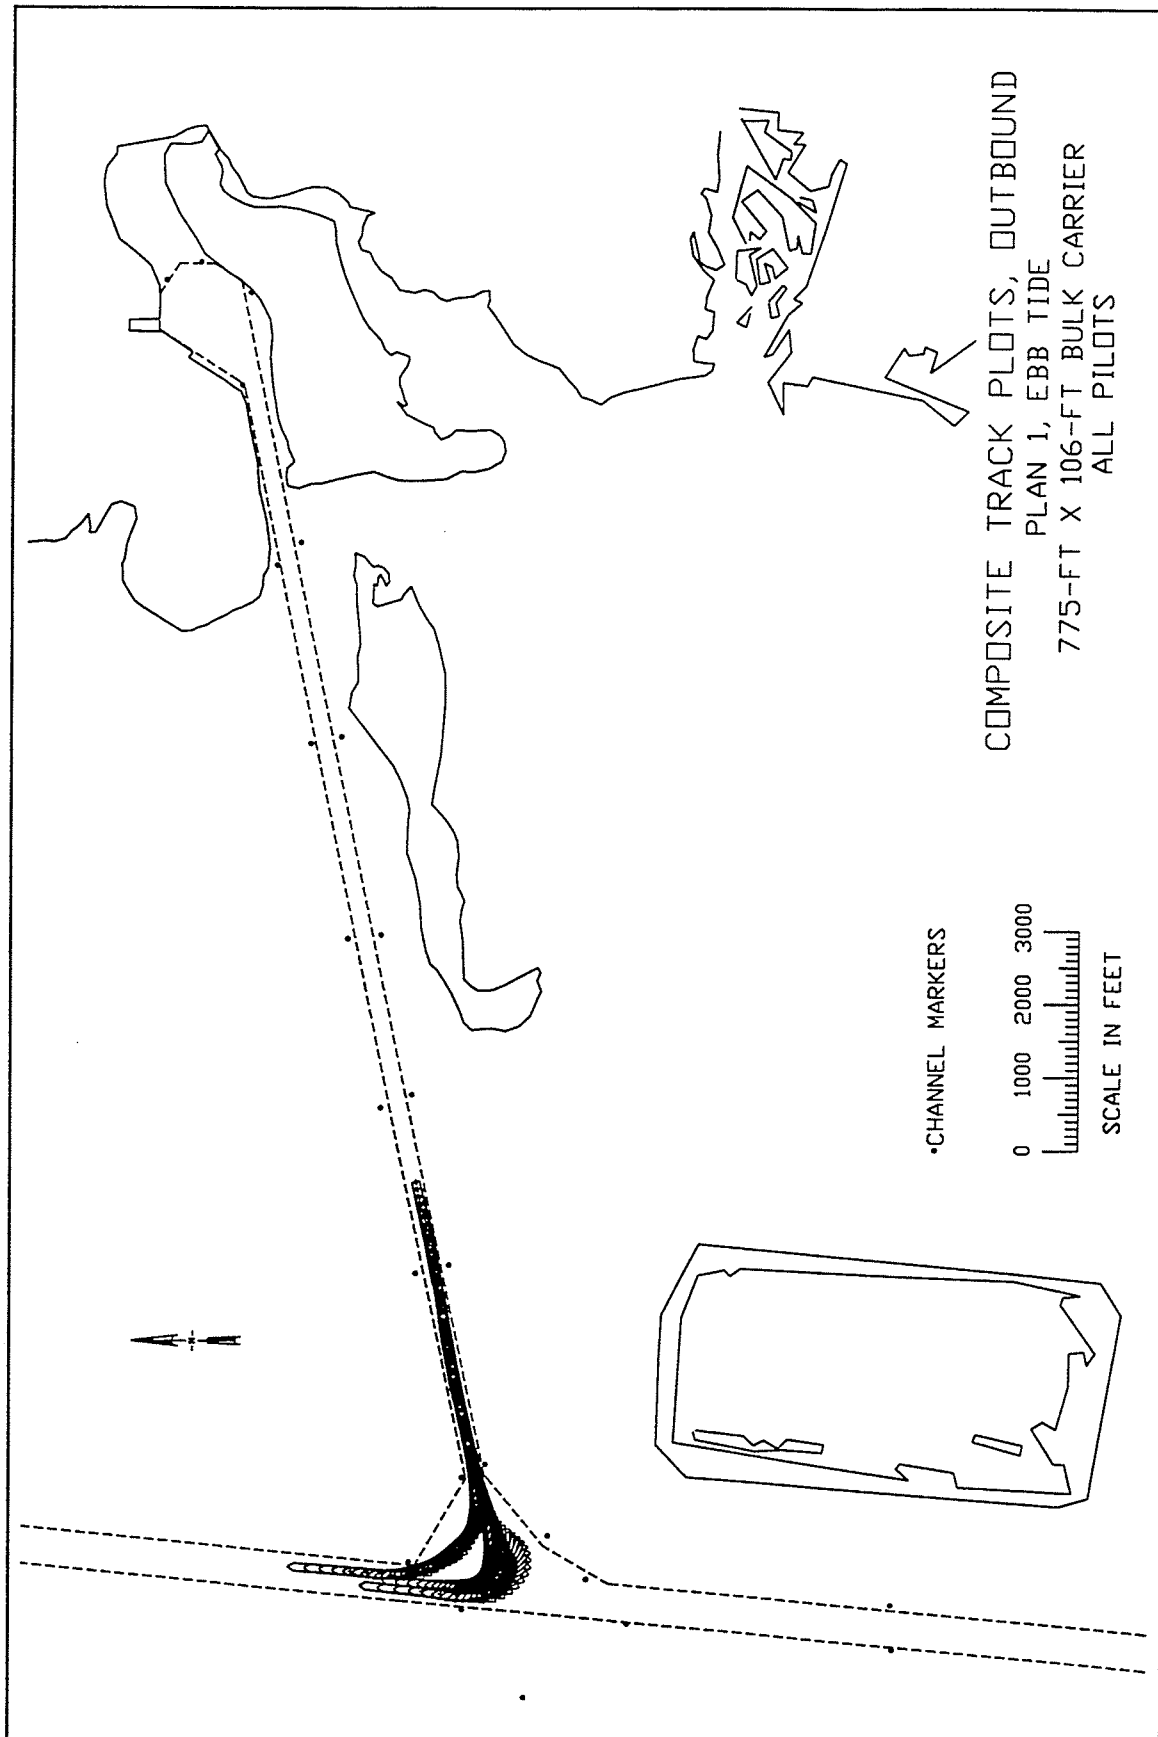 COMPOSITE TRACK PLOTS, OUTBOUND
PLAN 1, EBB TIDE
775-FT X 106-FT BULK CARRIER
ALL PILOTS
•CHANNEL MARKERS
0 1000 2000 3000
SCALE IN FEET